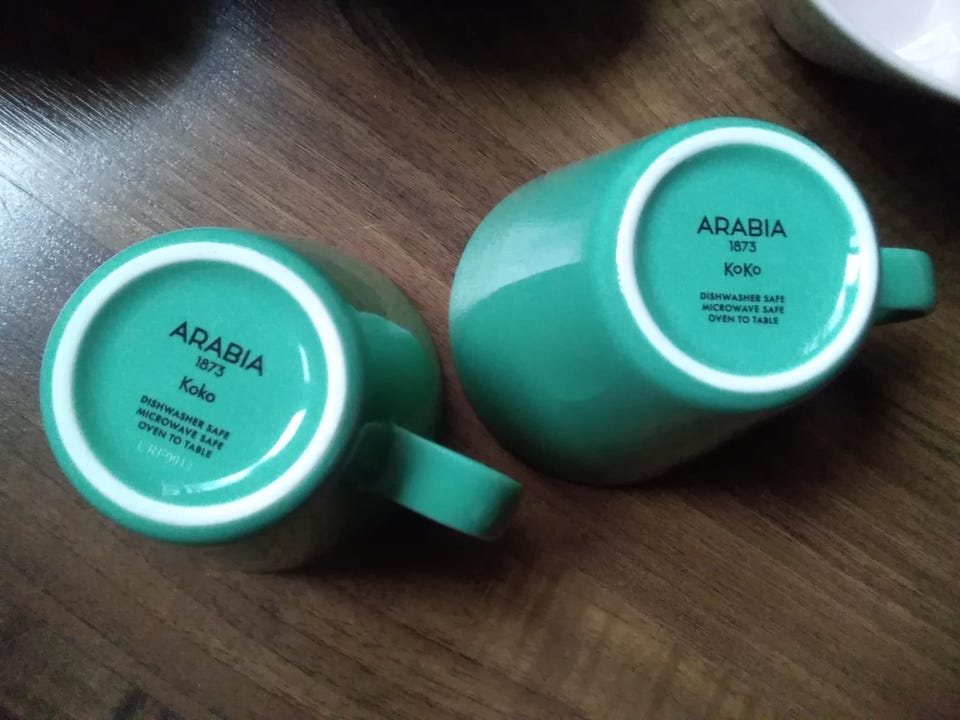 ARABIA
1873
Koko
DISHWASHER SAFE
MICROWAVE SAFE
OVEN TO TABLE
ARABIA
1873
KoKo
DISHWASHER SAFE
MICROWAVE SAFE
OVEN TO TABLE